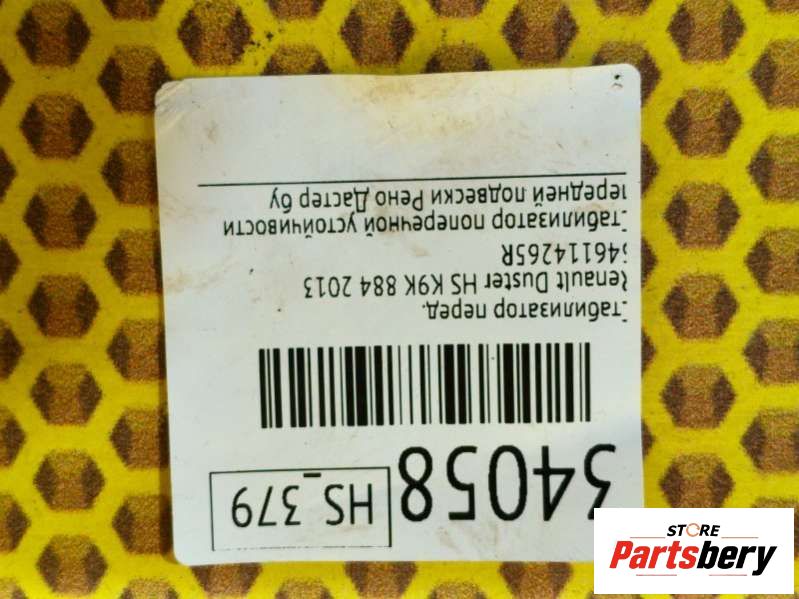 34058
HS_379
Стабилизатор перед.
Renault Duster HS K9K 884 2013
546114265R
Стабилизатор поперечной устойчивости
передней подвески Рено Дастер бу
STORE
Partsbery